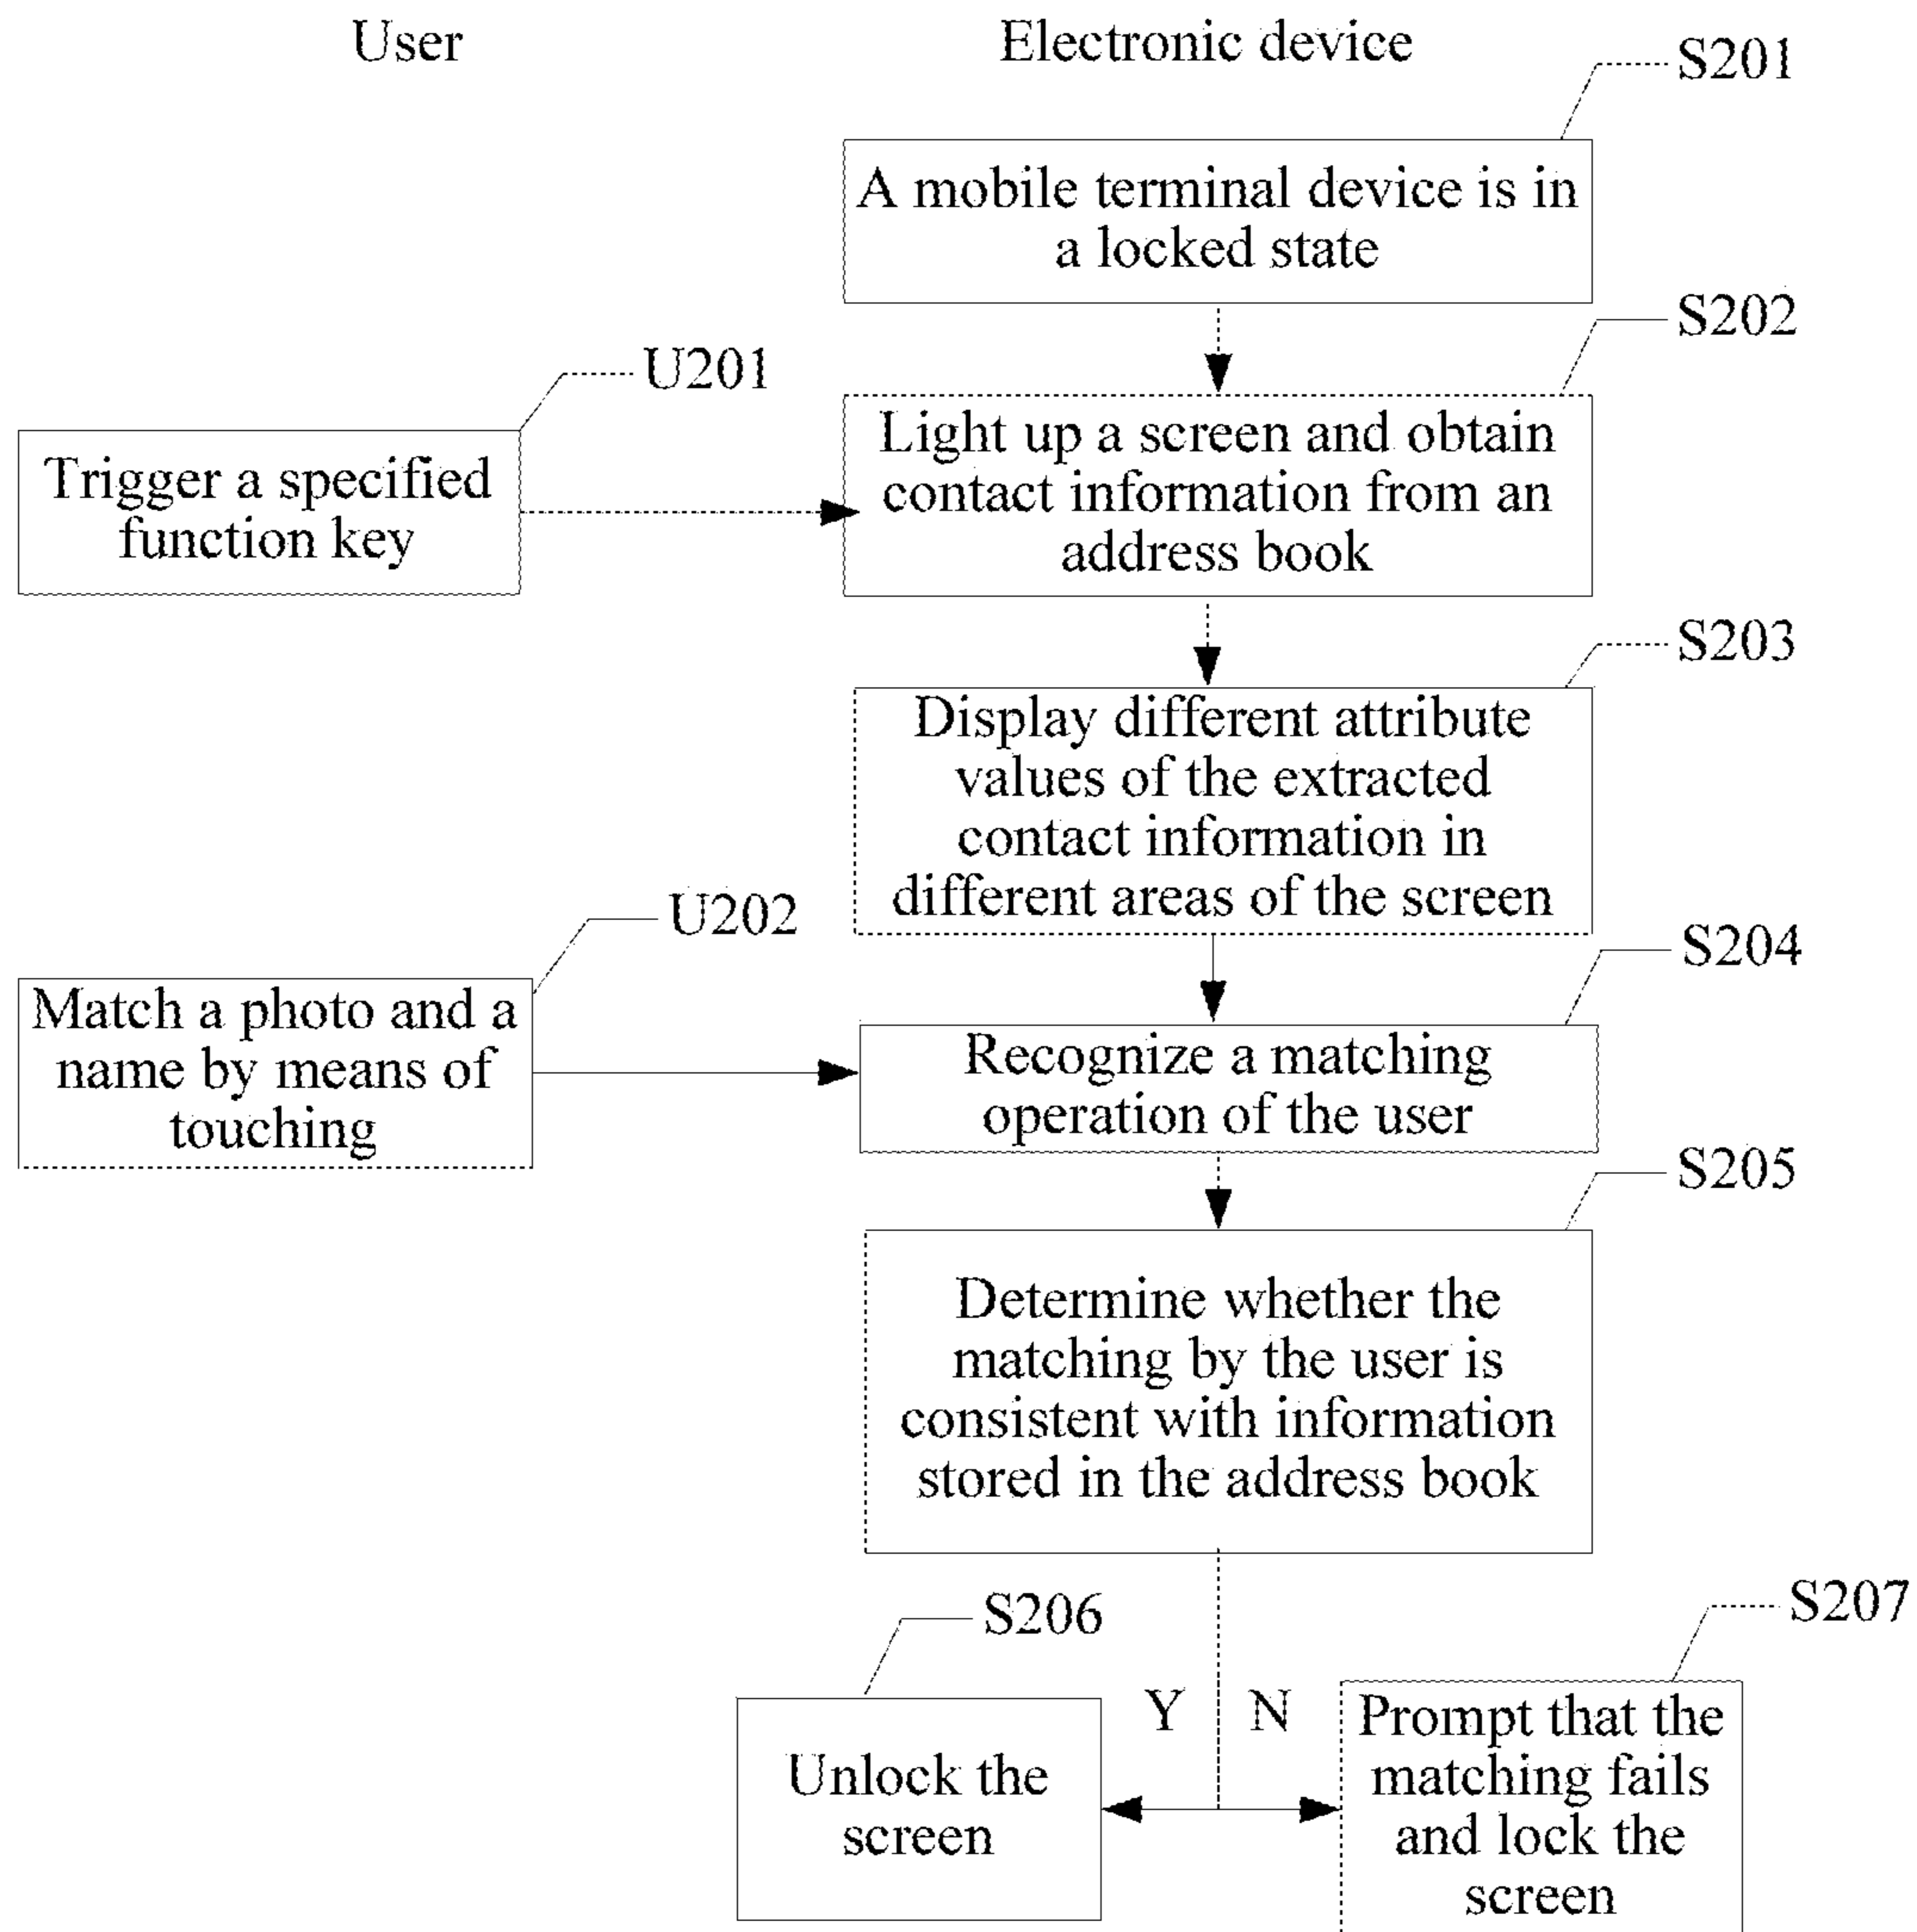 User
Electronic device
S201
A mobile terminal device is in
a locked state
S202
U201
Trigger a specified
function key
Light up a screen and obtain
contact information from an
address book
S203
Display different attribute
values of the extracted
contact information in
different areas of the screen
U202
S204
Match a photo and a
name by means of
touching
Recognize a matching
operation of the user
S205
Determine whether the
matching by the user is
consistent with information
stored in the address book
S206
S207
Y
N
Unlock the
screen
Prompt that the
matching fails
and lock the
screen